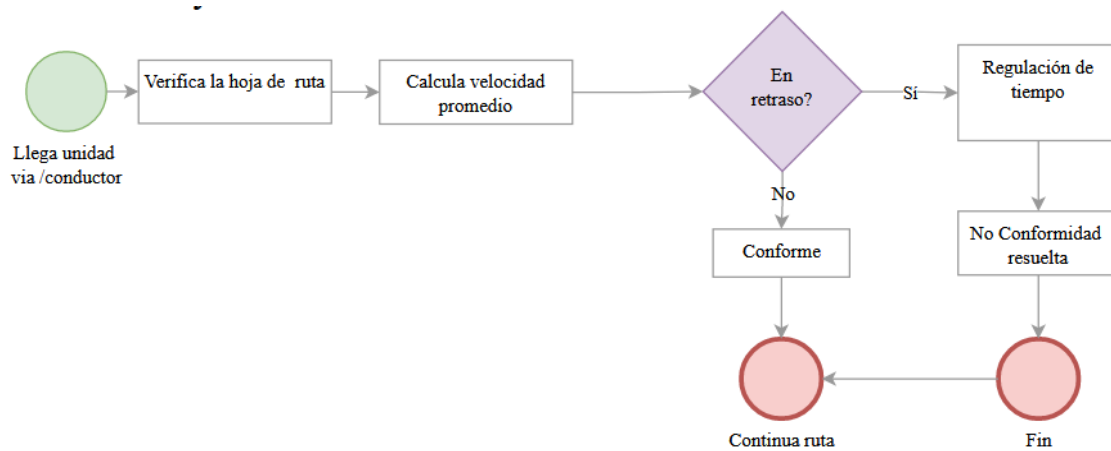 Llega unidad
via /conductor
Verifica la hoja de ruta
Calcula velocidad
promedio
En
retraso?
Sí
Regulación de
tiempo
No
Conforme
No Conformidad
resuelta
Continua ruta
Fin